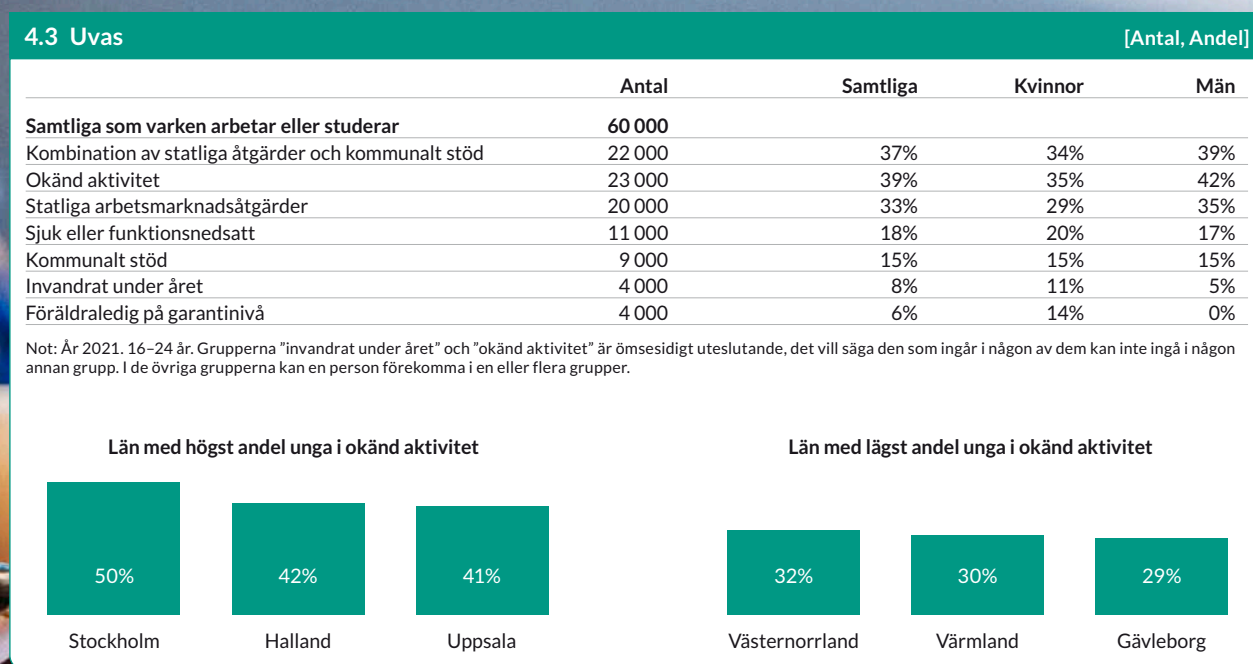 4.3 Uvas [Antal, Andel]
Antal Samtliga Kvinnor Män
Samtliga som varken arbetar eller studerar 60 000
Kombination av statliga åtgärder och kommunalt stöd 22 000 37% 34% 39%
Okänd aktivitet 23 000 39% 35% 42%
Statliga arbetsmarknadsåtgärder 20 000 33% 29% 35%
Sjuk eller funktionsnedsatt 11 000 18% 20% 17%
Kommunalt stöd 9 000 15% 15% 15%
Invandrat under året 4 000 8% 11% 5%
Föräldraledig på garantinivå 4 000 6% 14% 0%
Not: År 2021. 16–24 år. Grupperna ”invandrat under året” och ”okänd aktivitet” är ömsesidigt uteslutande, det vill säga den som ingår i någon av dem kan inte ingå i någon
annan grupp. I de övriga grupperna kan en person förekomma i en eller flera grupper.
Län med högst andel unga i okänd aktivitet
50% 42% 41%
Stockholm Halland Uppsala
Län med lägst andel unga i okänd aktivitet
32% 30% 29%
Västernorrland Värmland Gävleborg